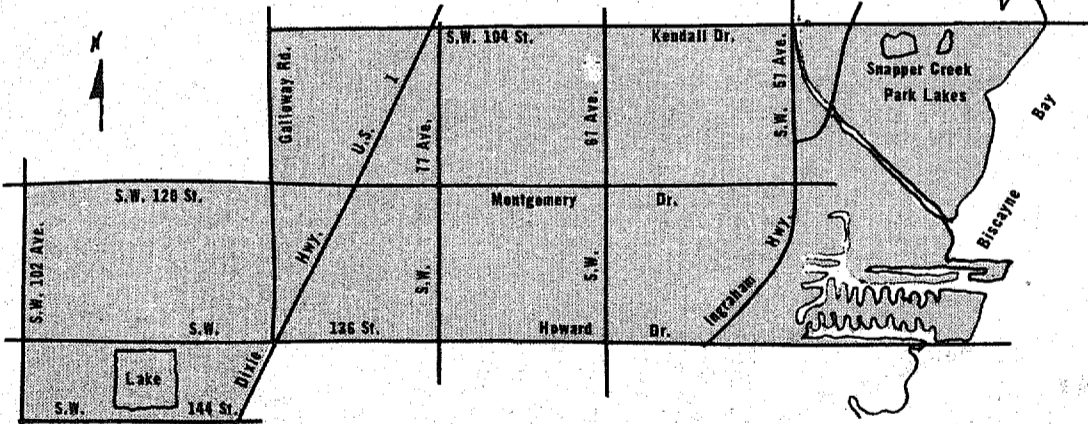 N
S.W. 104 St.
Kendall Dr.
Galloway Rd.
U.S. 1
77 Ave.
67 Ave.
S.W. 57 Ave.
Snapper Creek
Park Lakes
Bay
Biscayne
S.W. 120 St.
Montgomery Dr.
S.W. 102 Ave.
Hwy.
S.W.
S.W.
Ingraham Hwy.
S.W. 136 St.
Howard Dr.
Dixie
Lake
S.W. 144 St.